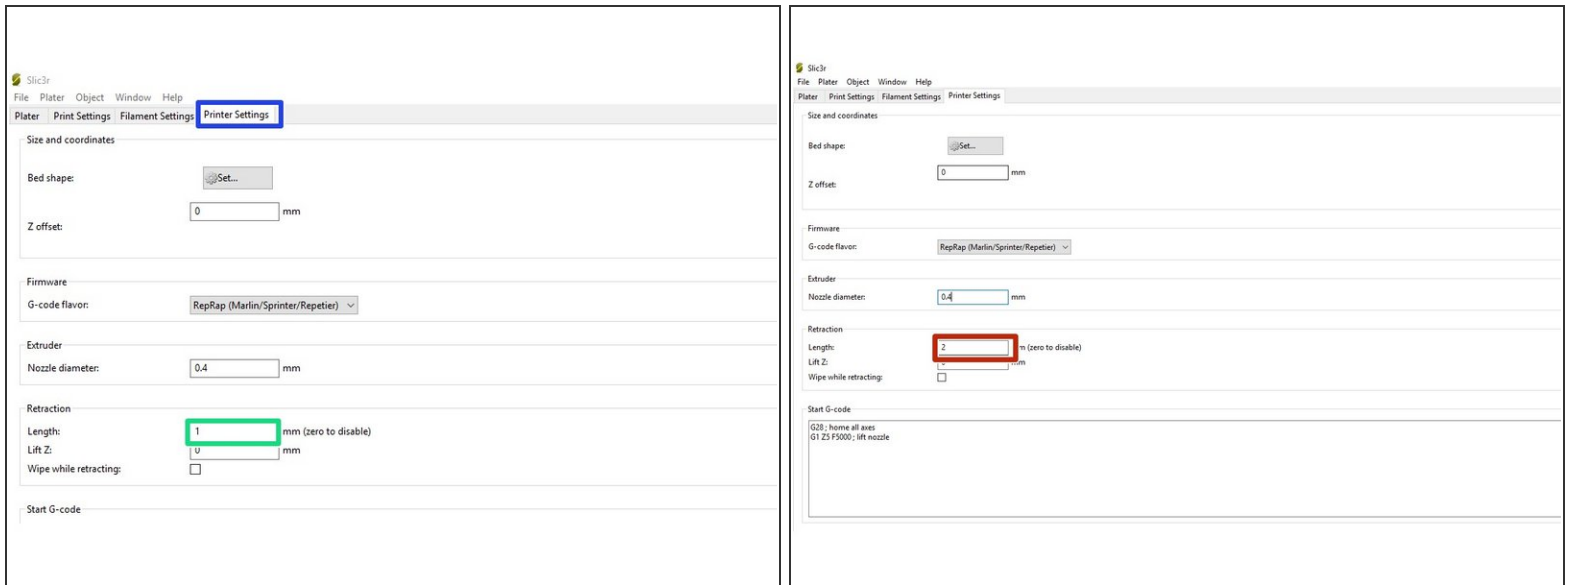 Slic3r
File Plater Object Window Help
Plater Print Settings Filament Settings Printer Settings
Size and coordinates
Bed shape: Set...
0 mm
Z offset:
Firmware
G-code flavor: RepRap (Marlin/Sprinter/Repetier)
Extruder
Nozzle diameter: 0.4 mm
Retraction
Length: 1 mm (zero to disable)
Lift Z: 0 mm
Wipe while retracting:
Start G-code
Slic3r
File Plater Object Window Help
Plater Print Settings Filament Settings Printer Settings
Size and coordinates
Bed shape: Set...
0 mm
Z offset:
Firmware
G-code flavor: RepRap (Marlin/Sprinter/Repetier)
Extruder
Nozzle diameter: 0.4 mm
Retraction
Length: 2 m (zero to disable)
Lift Z: mm
Wipe while retracting:
Start G-code
G28 ; home all axes
G1 Z5 F5000 ; lift nozzle